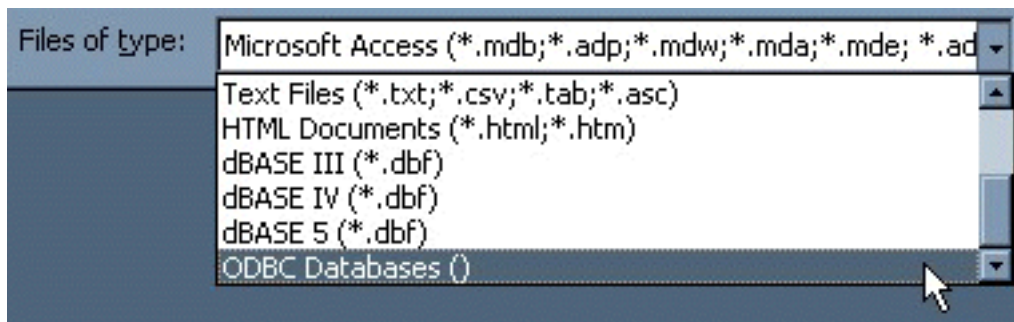 Files of type:
Microsoft Access (*.mdb;*.adp;*.mdw;*.mda;*.mde; *.ad
Text Files (*.txt;*.csv;*.tab;*.asc)
HTML Documents (*.html;*.htm)
dBASE III (*.dbf)
dBASE IV (*.dbf)
dBASE 5 (*.dbf)
ODBC Databases ()